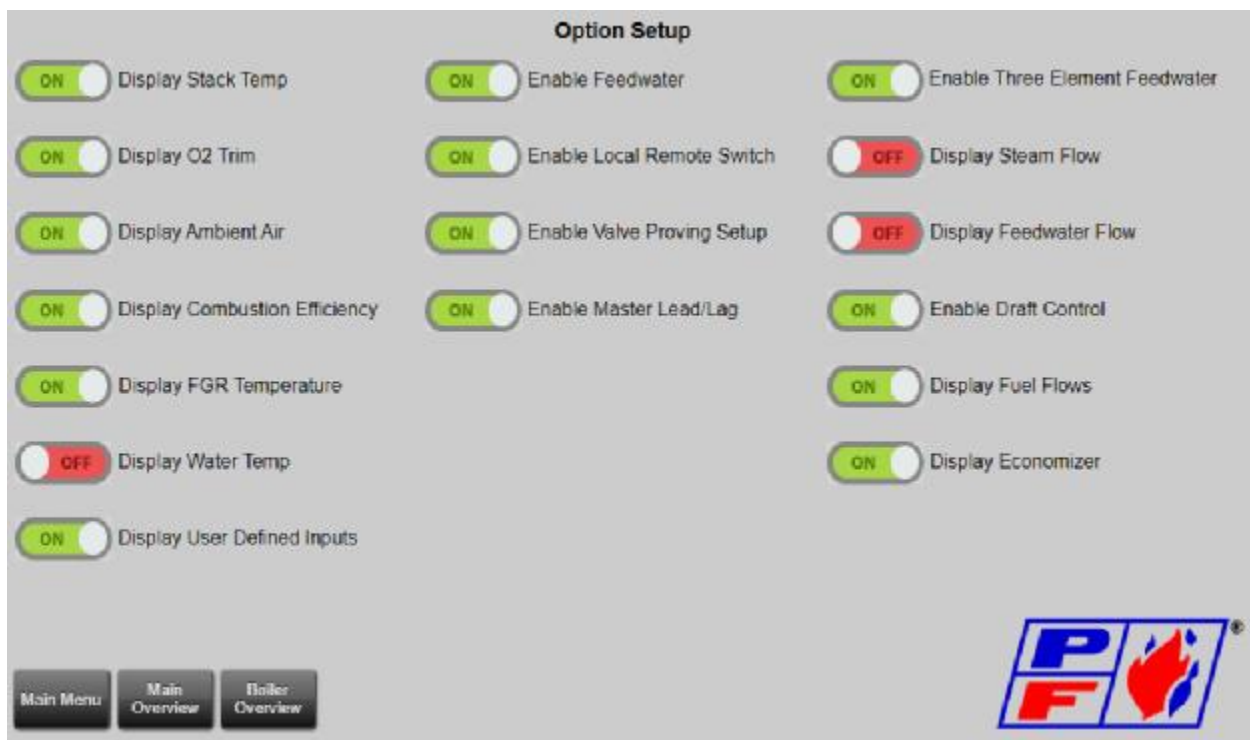 Option Setup
ON Display Stack Temp
ON Enable Feedwater
ON Enable Three Element Feedwater
ON Display O2 Trim
ON Enable Local Remote Switch
OFF Display Steam Flow
ON Display Ambient Air
ON Enable Valve Proving Setup
OFF Display Feedwater Flow
ON Display Combustion Efficiency
ON Enable Master Lead/Lag
ON Enable Draft Control
ON Display FGR Temperature
ON Display Fuel Flows
OFF Display Water Temp
ON Display Economizer
ON Display User Defined Inputs
Main Menu
Main
Overview
Boiler
Overview
P
F
®